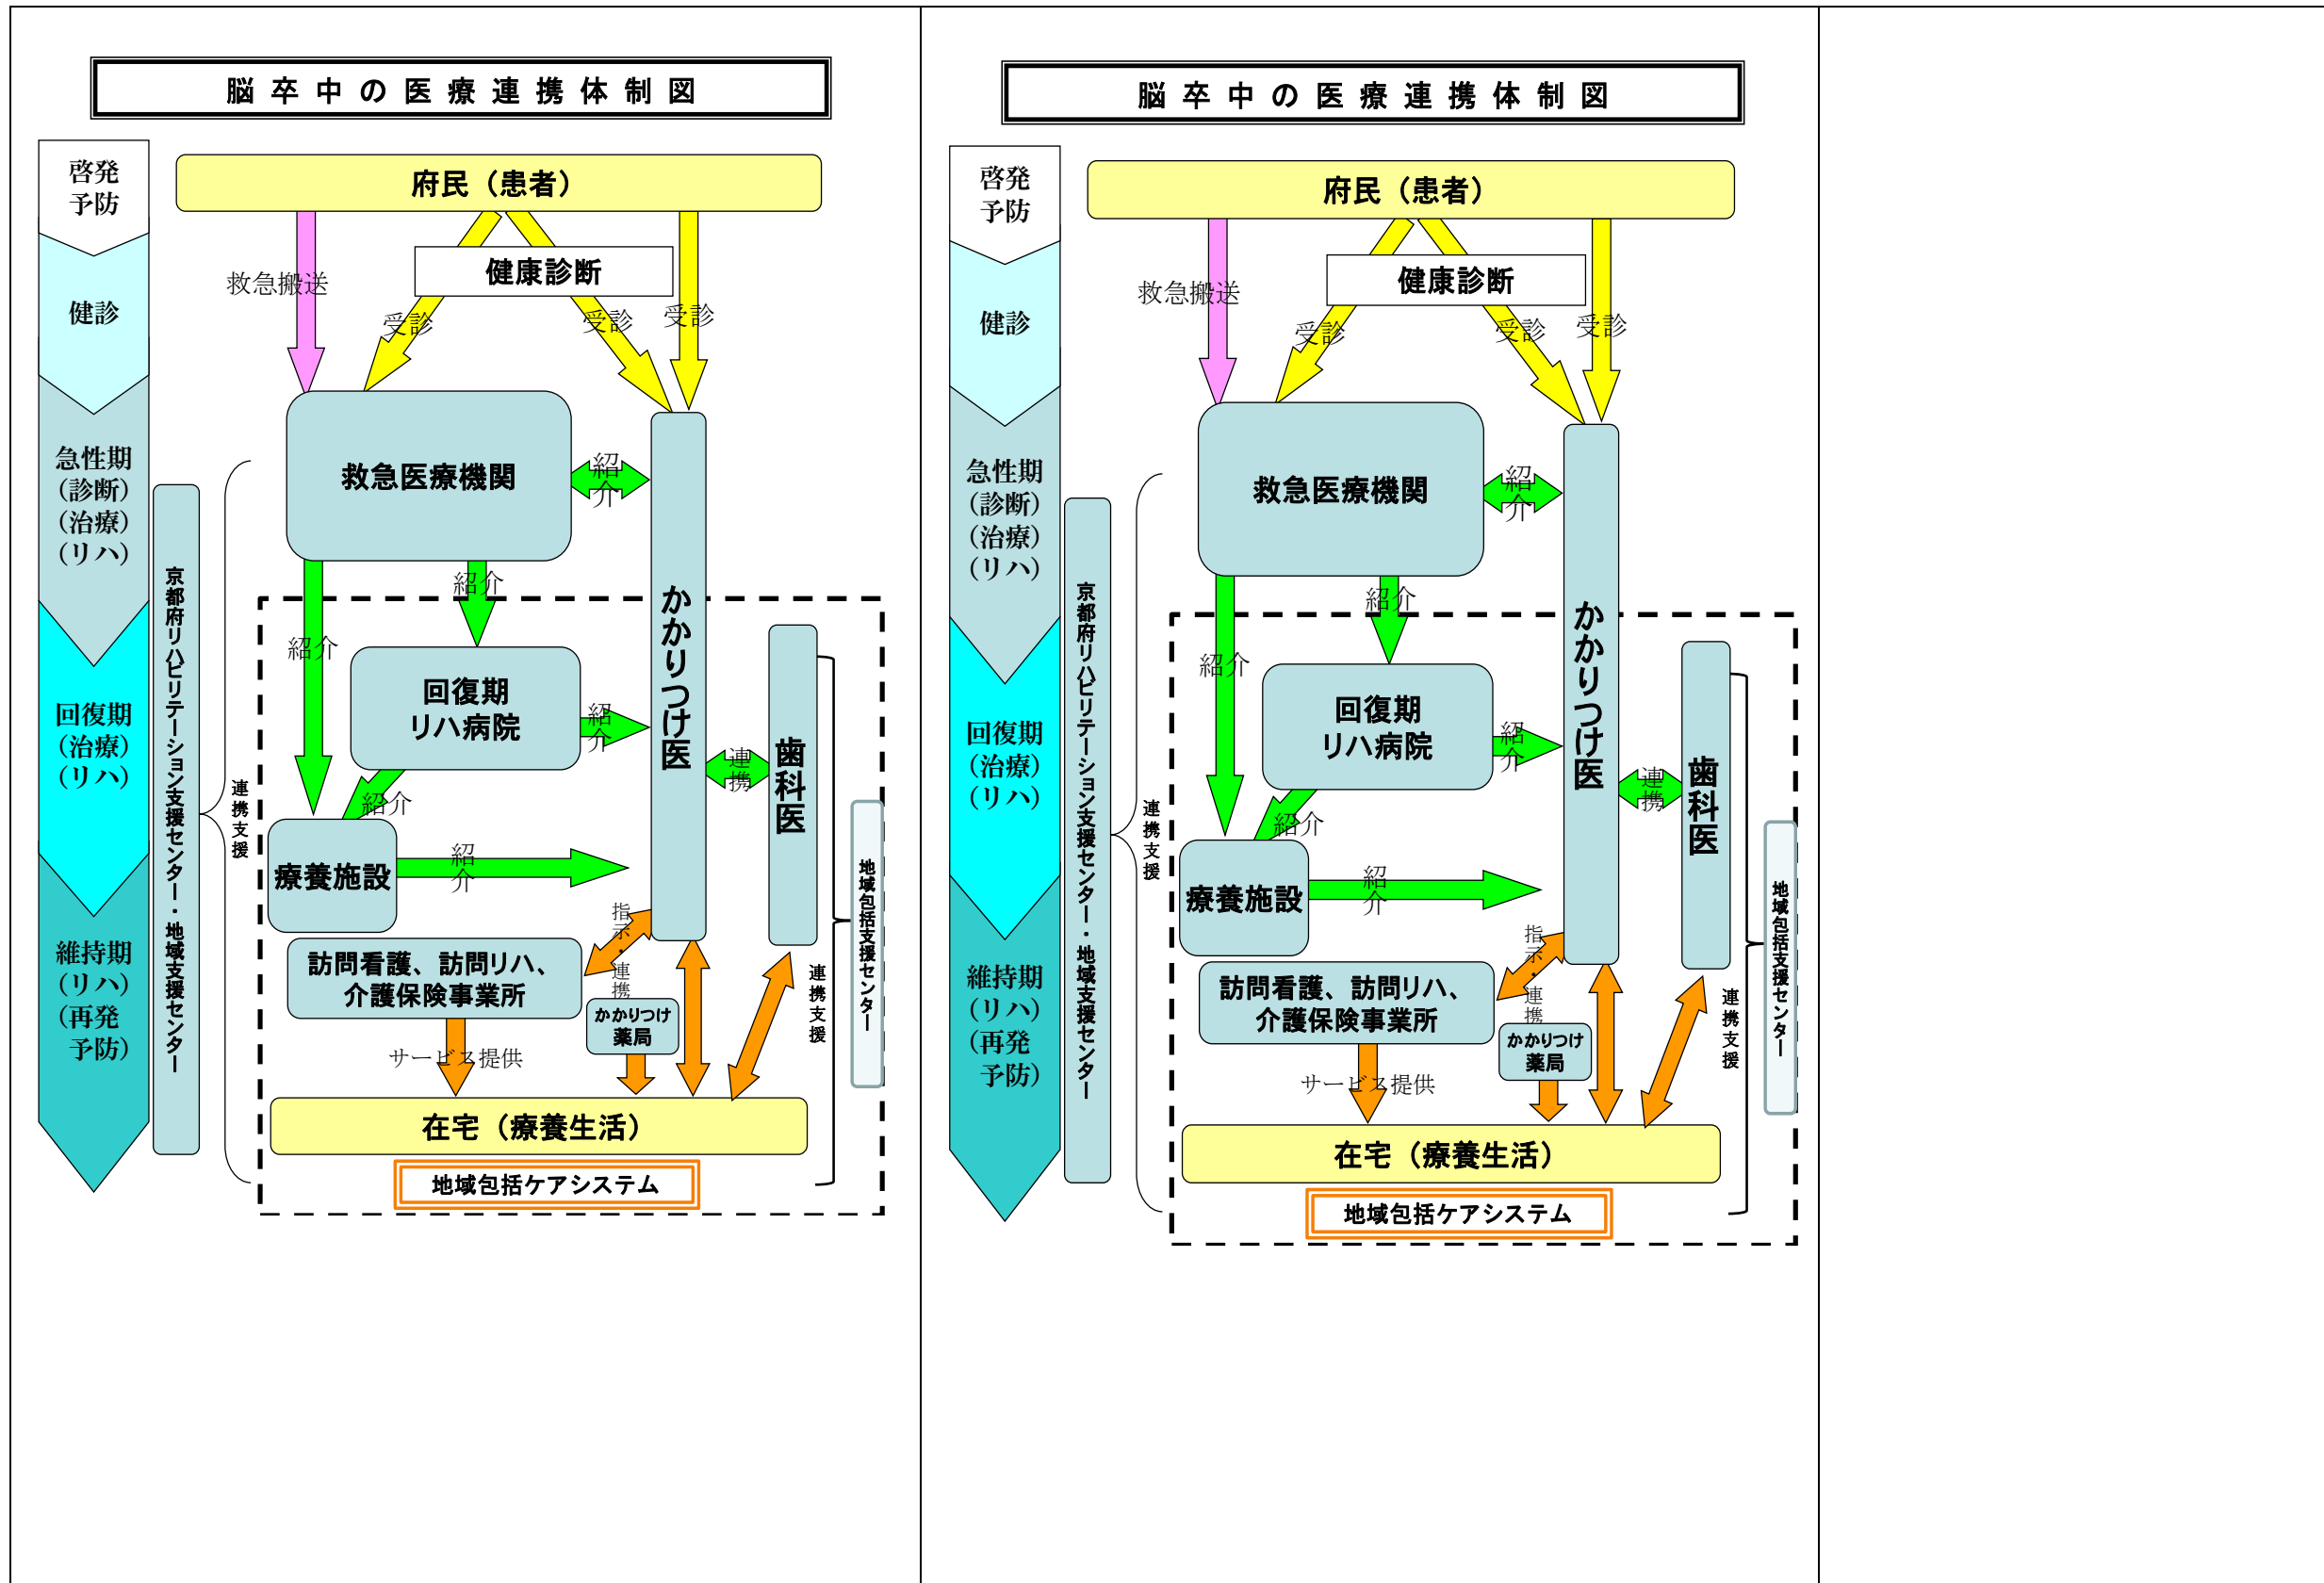 脳卒中の医療連携体制図
啓発
予防
府民（患者）
健康診断
救急搬送
健診
受診
受診
受診
急性期
（診断）
（治療）
（リハ）
救急医療機関
紹
介
京都府リハビリテーション支援センター・地域支援センター
連携支援
紹介
紹介
かかりつけ医
回復期
リハ病院
紹
介
回復期
（治療）
（リハ）
連
携
歯科医
紹介
療養施設
紹
介
地域包括支援センター
維持期
（リハ）
（再発
予防）
訪問看護、訪問リハ、
介護保険事業所
指示・連携
連携支援
かかりつけ
薬局
サービス提供
在宅（療養生活）
地域包括ケアシステム
脳卒中の医療連携体制図
啓発
予防
府民（患者）
健康診断
救急搬送
健診
受診
受診
受診
急性期
（診断）
（治療）
（リハ）
救急医療機関
紹
介
京都府リハビリテーション支援センター・地域支援センター
連携支援
紹介
紹介
かかりつけ医
回復期
リハ病院
紹
介
回復期
（治療）
（リハ）
連
携
歯科医
紹介
療養施設
紹
介
地域包括支援センター
維持期
（リハ）
（再発
予防）
訪問看護、訪問リハ、
介護保険事業所
指示・連携
連携支援
かかりつけ
薬局
サービス提供
在宅（療養生活）
地域包括ケアシステム